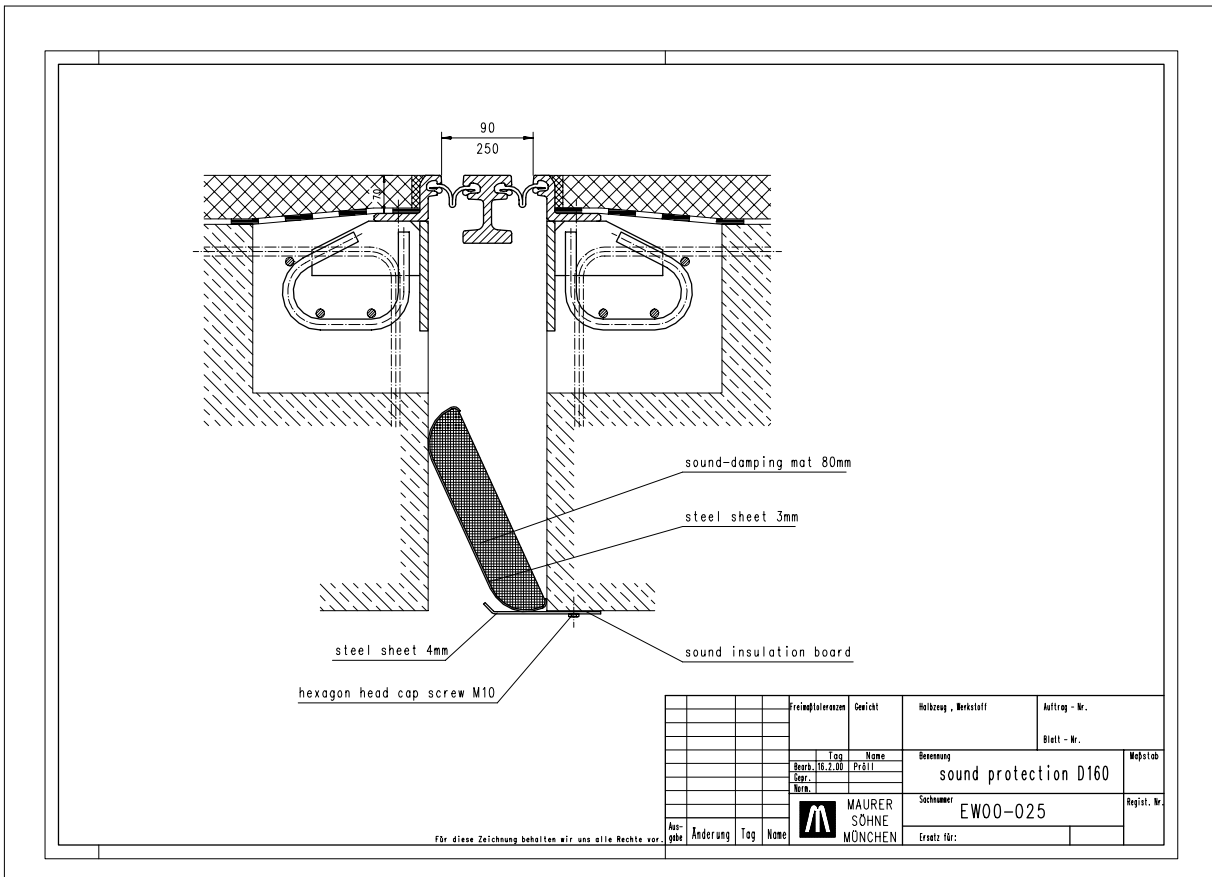 90
250
70
sound-damping mat 80mm
steel sheet 3mm
steel sheet 4mm
sound insulation board
hexagon head cap screw M10
Freimaßtoleranzen Gewicht Halbzeug , Werkstoff Auftrag - Nr.
Blatt - Nr.
Tag Name Benennung Maßstab
Bearb. 16.2.00 Pröll sound protection D160
Gepr.
Norm.
MAURER SÖHNE MÜNCHEN
Sachnummer Regist. Nr.
EW00-025
Ersatz für:
Aus-
gabe Änderung Tag Name
Für diese Zeichnung behalten wir uns alle Rechte vor.